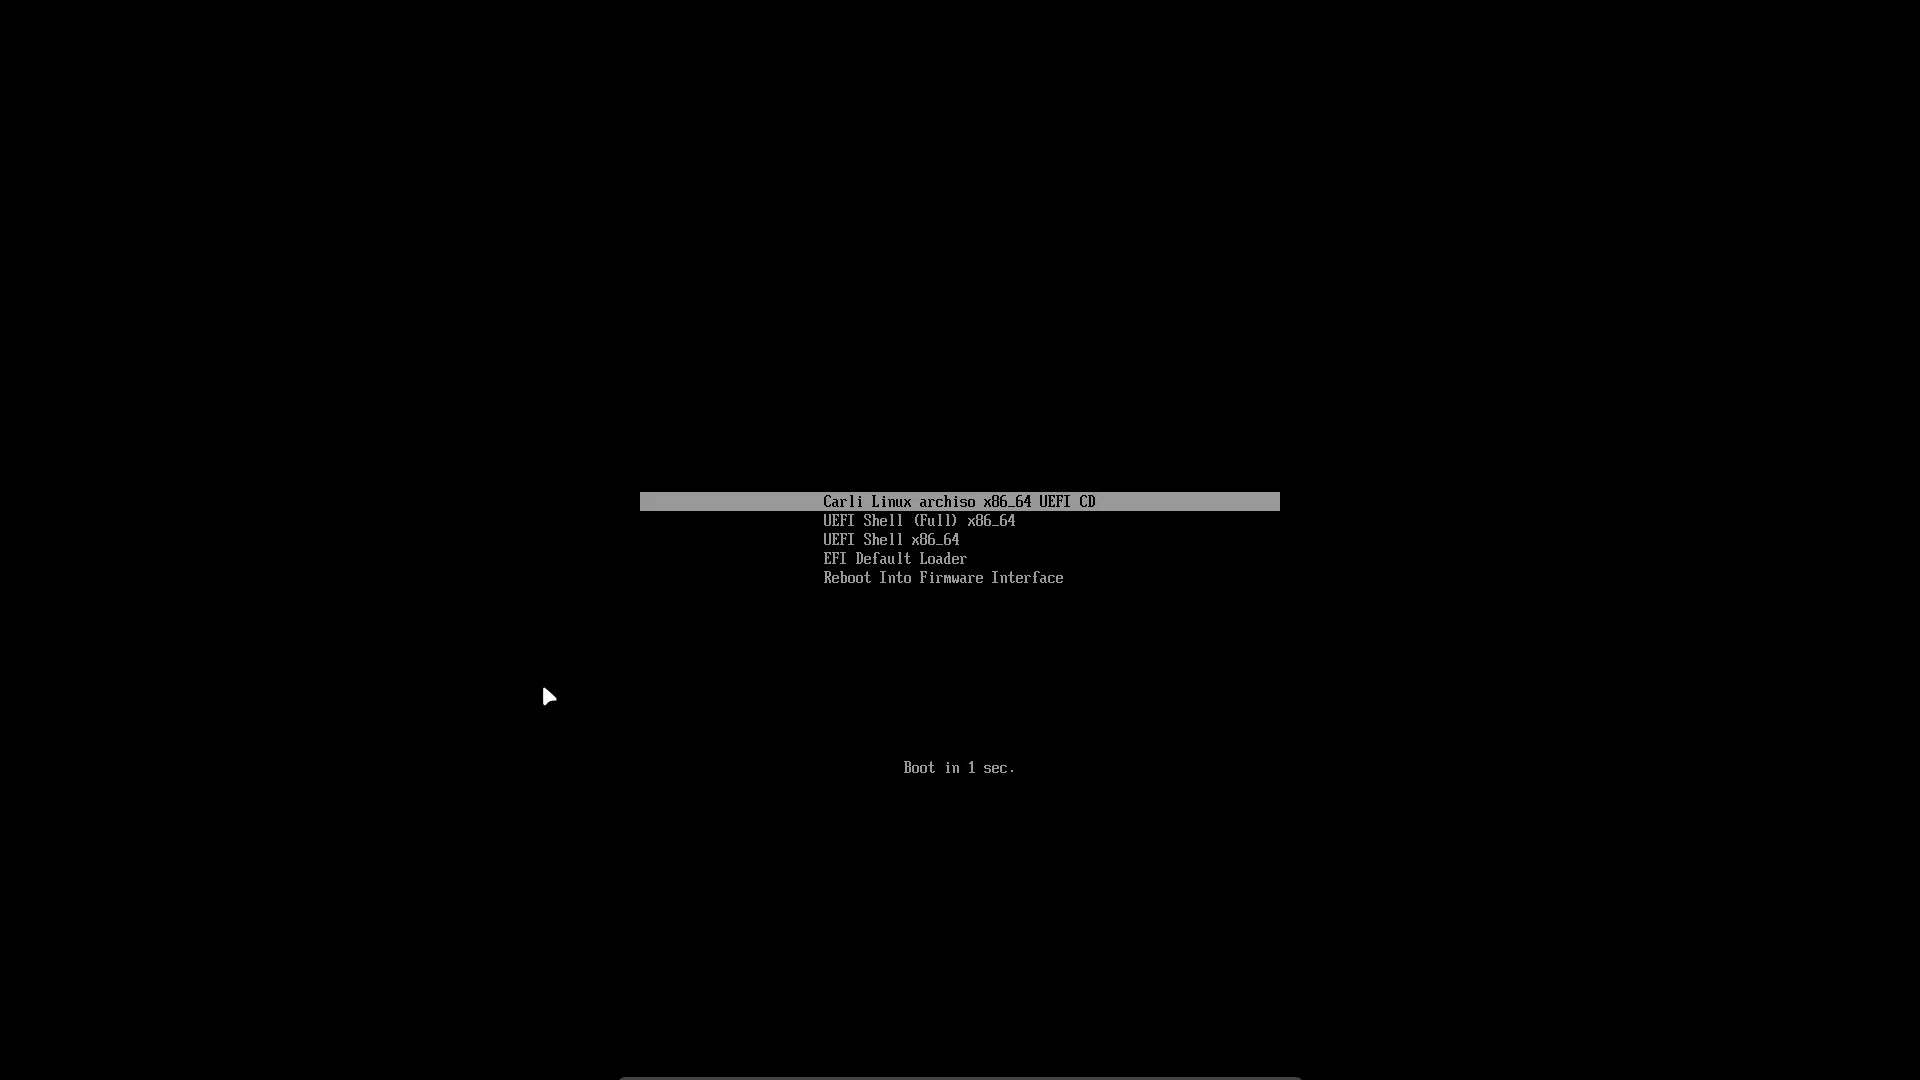 Carli Linux archiso x86_64 UEFI CD
UEFI Shell (Full) x86_64
UEFI Shell x86_64
EFI Default Loader
Reboot Into Firmware Interface
Boot in 1 sec.